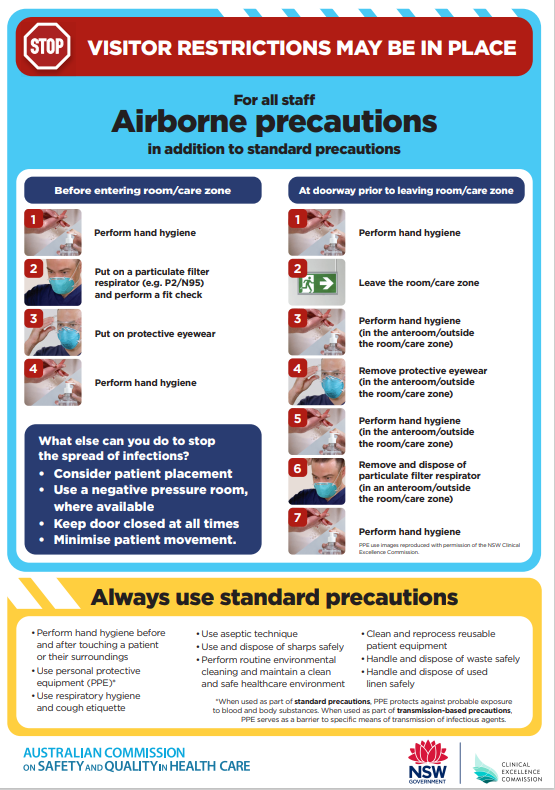 STOP
VISITOR RESTRICTIONS MAY BE IN PLACE
For all staff
Airborne precautions
in addition to standard precautions
Before entering room/care zone
1
Perform hand hygiene
2
Put on a particulate filter
respirator (e.g. P2/N95)
and perform a fit check
3
Put on protective eyewear
4
Perform hand hygiene
What else can you do to stop
the spread of infections?
• Consider patient placement
• Use a negative pressure room,
where available
• Keep door closed at all times
• Minimise patient movement.
At doorway prior to leaving room/care zone
1
Perform hand hygiene
2
Leave the room/care zone
3
Perform hand hygiene
(in the anteroom/outside
the room/care zone)
4
Remove protective eyewear
(in the anteroom/outside
the room/care zone)
5
Perform hand hygiene
(in the anteroom/outside
the room/care zone)
6
Remove and dispose of
particulate filter respirator
(in an anteroom/outside
the room/care zone)
7
Perform hand hygiene
PPE use images reproduced with permission of the NSW Clinical
Excellence Commission.
Always use standard precautions
• Perform hand hygiene before
and after touching a patient
or their surroundings
• Use personal protective
equipment (PPE)*
• Use respiratory hygiene
and cough etiquette
• Use aseptic technique
• Use and dispose of sharps safely
• Perform routine environmental
cleaning and maintain a clean
and safe healthcare environment
• Clean and reprocess reusable
patient equipment
• Handle and dispose of waste safely
• Handle and dispose of used
linen safely
*When used as part of standard precautions, PPE protects against probable exposure
to blood and body substances. When used as part of transmission-based precautions,
PPE serves as a barrier to specific means of transmission of infectious agents.
AUSTRALIAN COMMISSION
ON SAFETY AND QUALITY IN HEALTH CARE
NSW
GOVERNMENT
CLINICAL
EXCELLENCE
COMMISSION